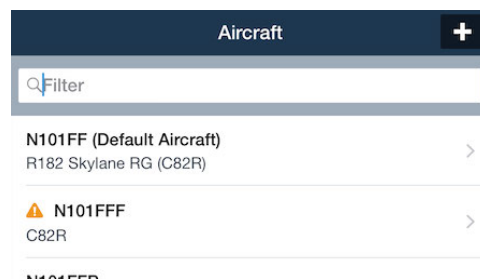 Aircraft
Filter
N101FF (Default Aircraft)
R182 Skylane RG (C82R)
N101FFF
C82R